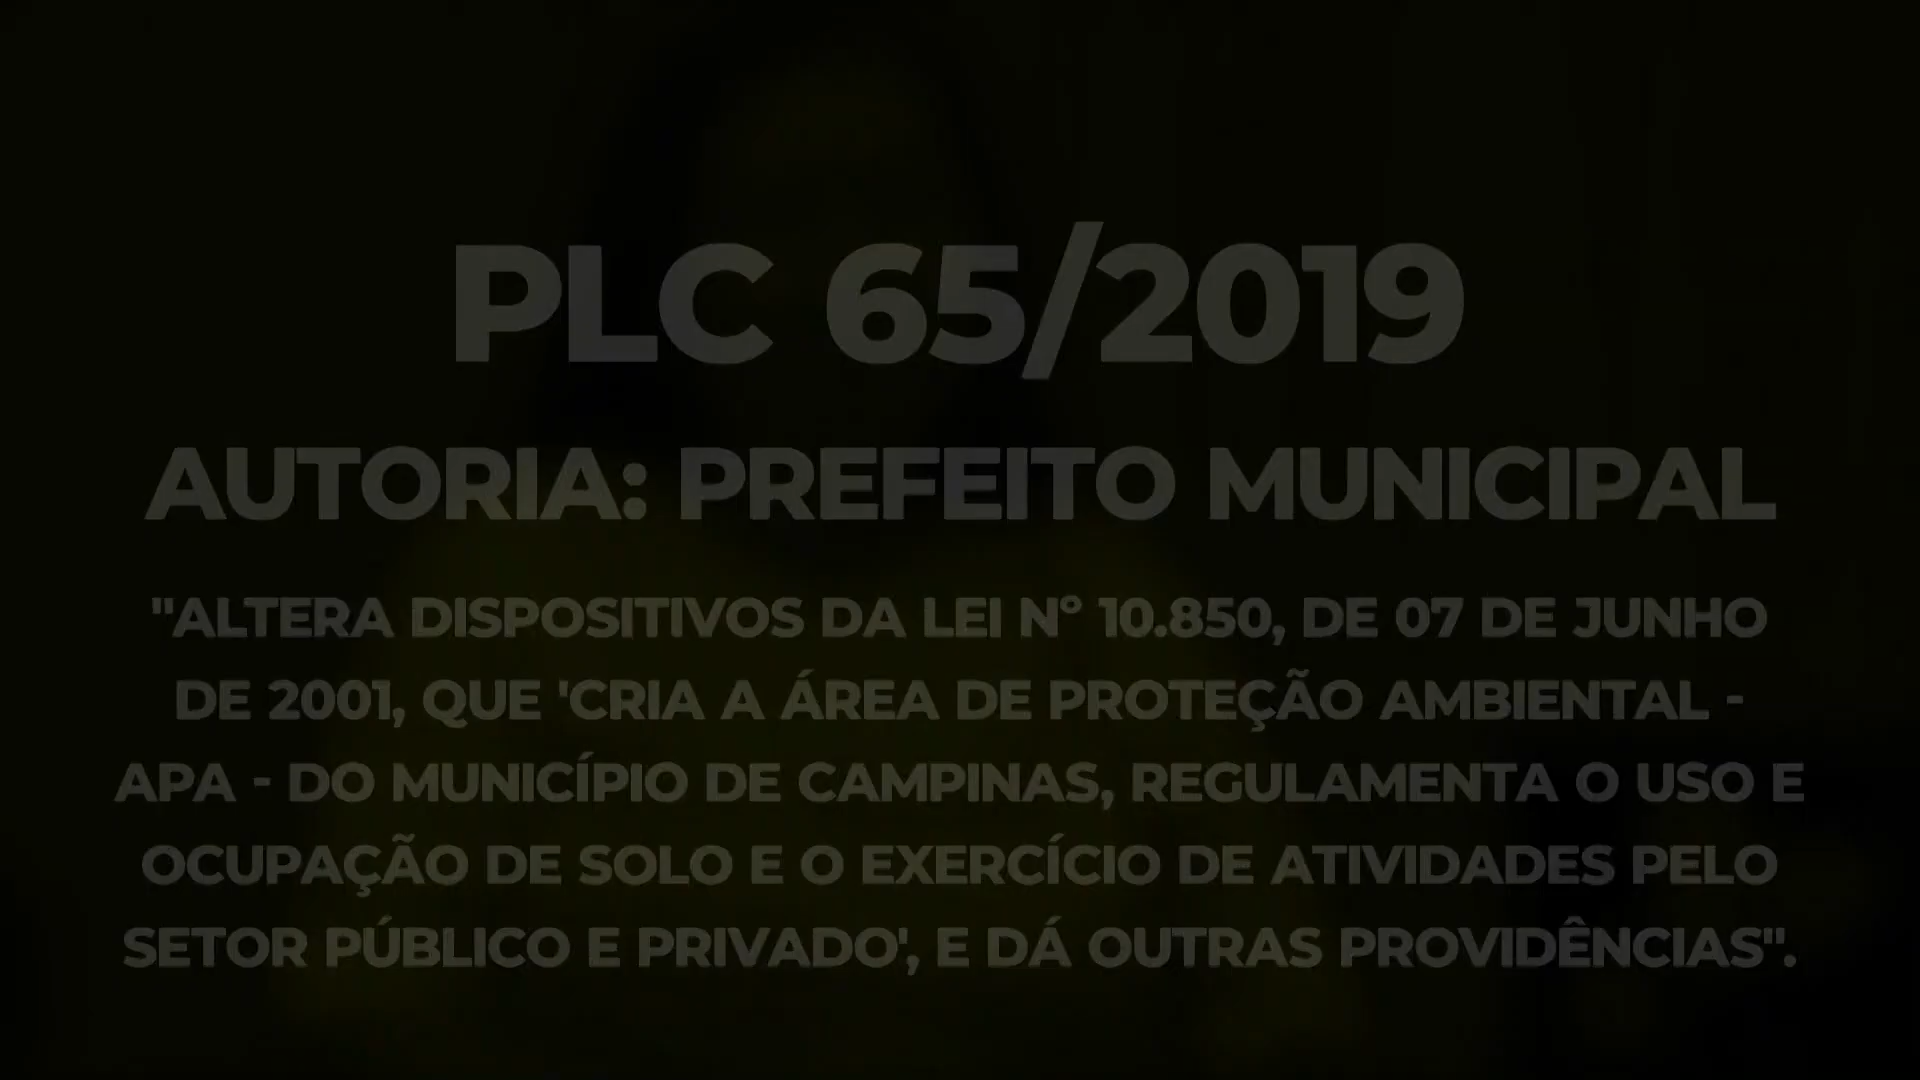 PLC 65/2019
AUTORIA: PREFEITO MUNICIPAL
"ALTERA DISPOSITIVOS DA LEI Nº 10.850, DE 07 DE JUNHO
DE 2001, QUE 'CRIA A ÁREA DE PROTEÇÃO AMBIENTAL -
APA - DO MUNICÍPIO DE CAMPINAS, REGULAMENTA O USO E
OCUPAÇÃO DE SOLO E O EXERCÍCIO DE ATIVIDADES PELO
SETOR PÚBLICO E PRIVADO', E DÁ OUTRAS PROVIDÊNCIAS".